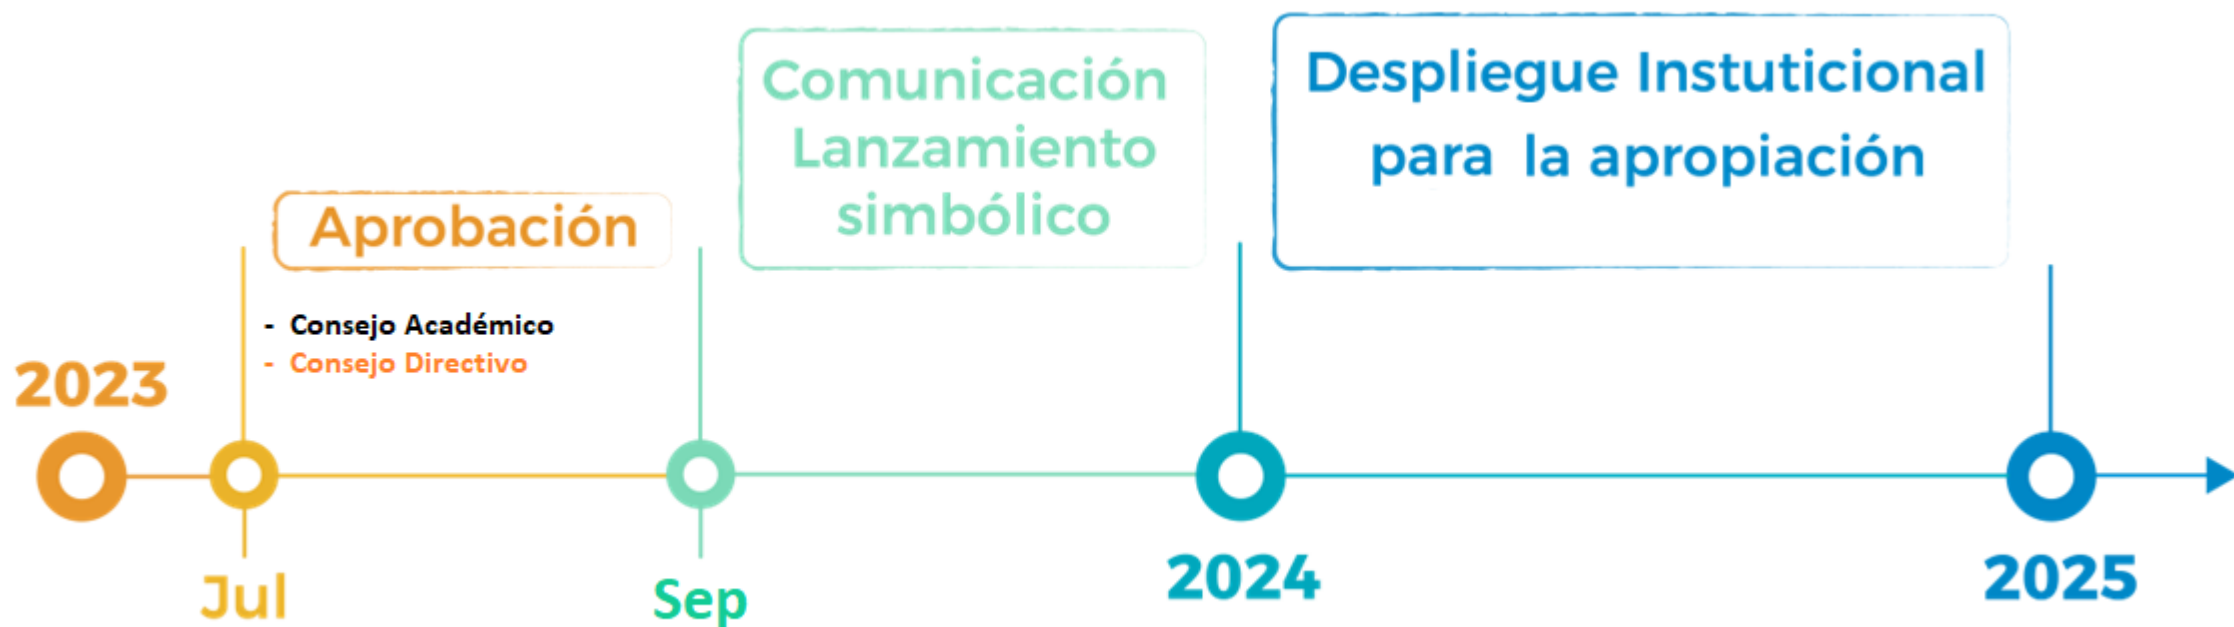 2023
Jul
Aprobación
- Consejo Académico
- Consejo Directivo
Sep
Comunicación
Lanzamiento
simbólico
2024
Despliegue Instuticional
para la apropiación
2025